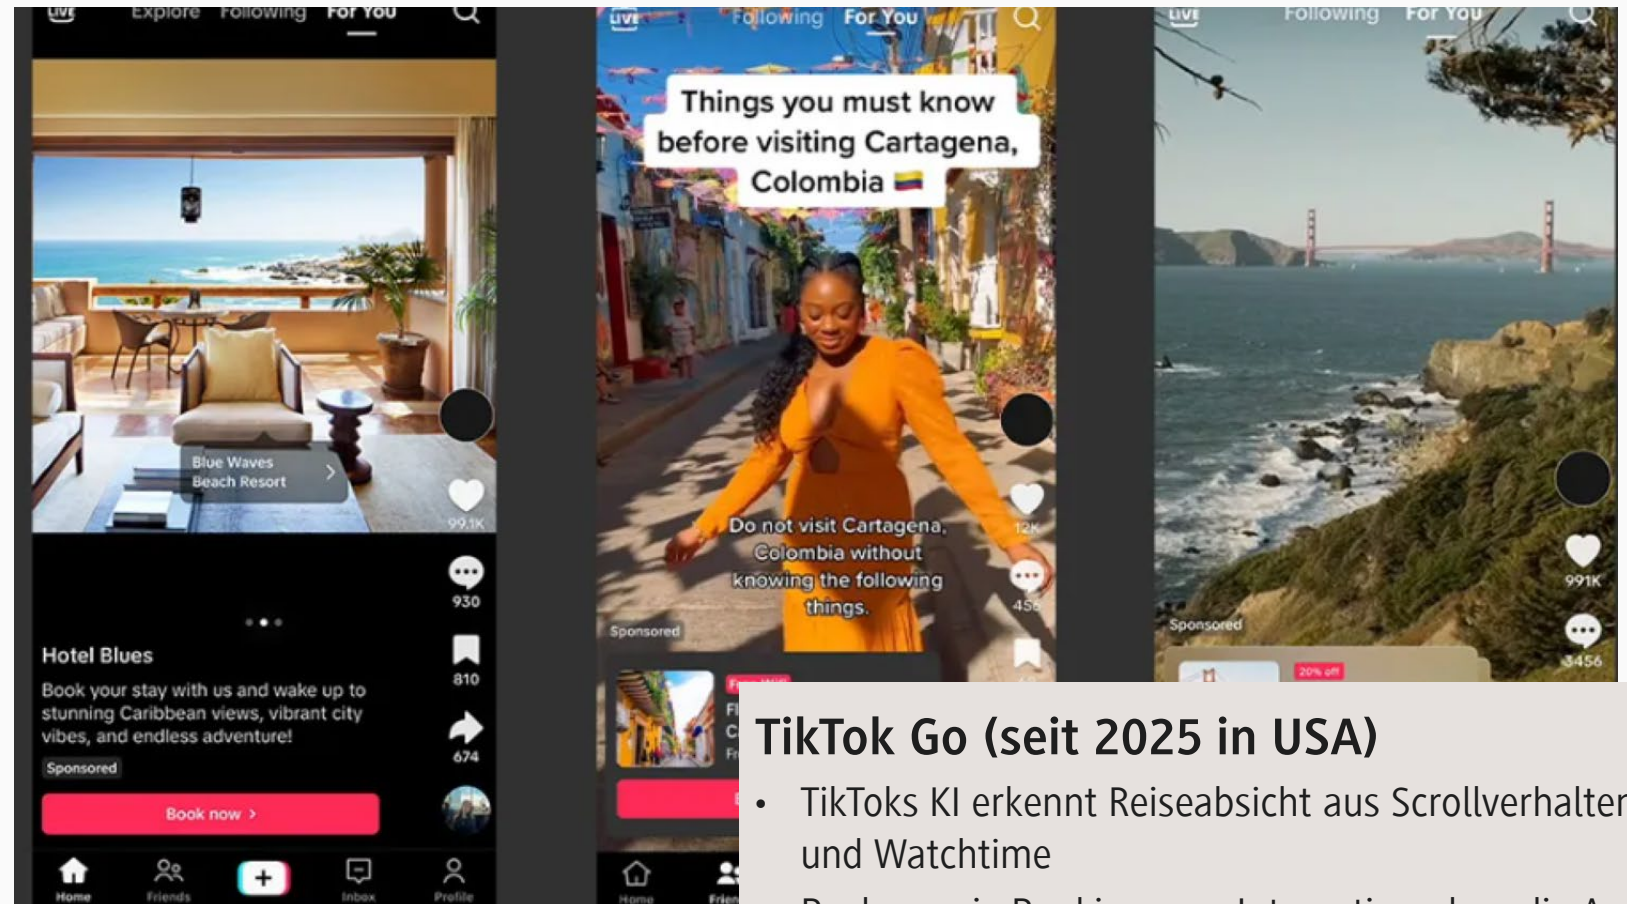 LIVE
Explore Following For You
Blue Waves
Beach Resort
99.1K
930
810
674
Hotel Blues
Book your stay with us and wake up to
stunning Caribbean views, vibrant city
vibes, and endless adventure!
Sponsored
Book now >
Home Friends Inbox Profile
LIVE
Following For You
Things you must know
before visiting Cartagena,
Colombia 🇨🇴
Do not visit Cartagena,
Colombia without
knowing the following
things.
12K
456
Sponsored
Home
LIVE
Following For You
991K
3456
Sponsored
20% off
TikTok Go (seit 2025 in USA)
• TikToks KI erkennt Reiseabsicht aus Scrollverhalten
und Watchtime